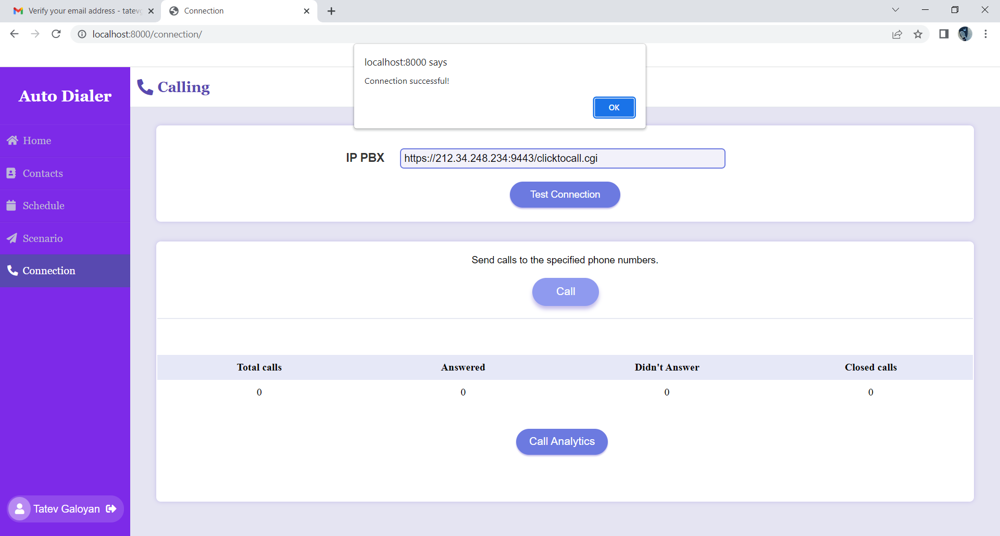 Verify your email address - tatevg
Connection
localhost:8000/connection/
localhost:8000 says
Connection successful!
OK
Auto Dialer
Home
Contacts
Schedule
Scenario
Connection
Tatev Galoyan
Calling
IP PBX
https://212.34.248.234:9443/clicktocall.cgi
Test Connection
Send calls to the specified phone numbers.
Call
Total calls Answered Didn't Answer Closed calls
0 0 0 0
Call Analytics